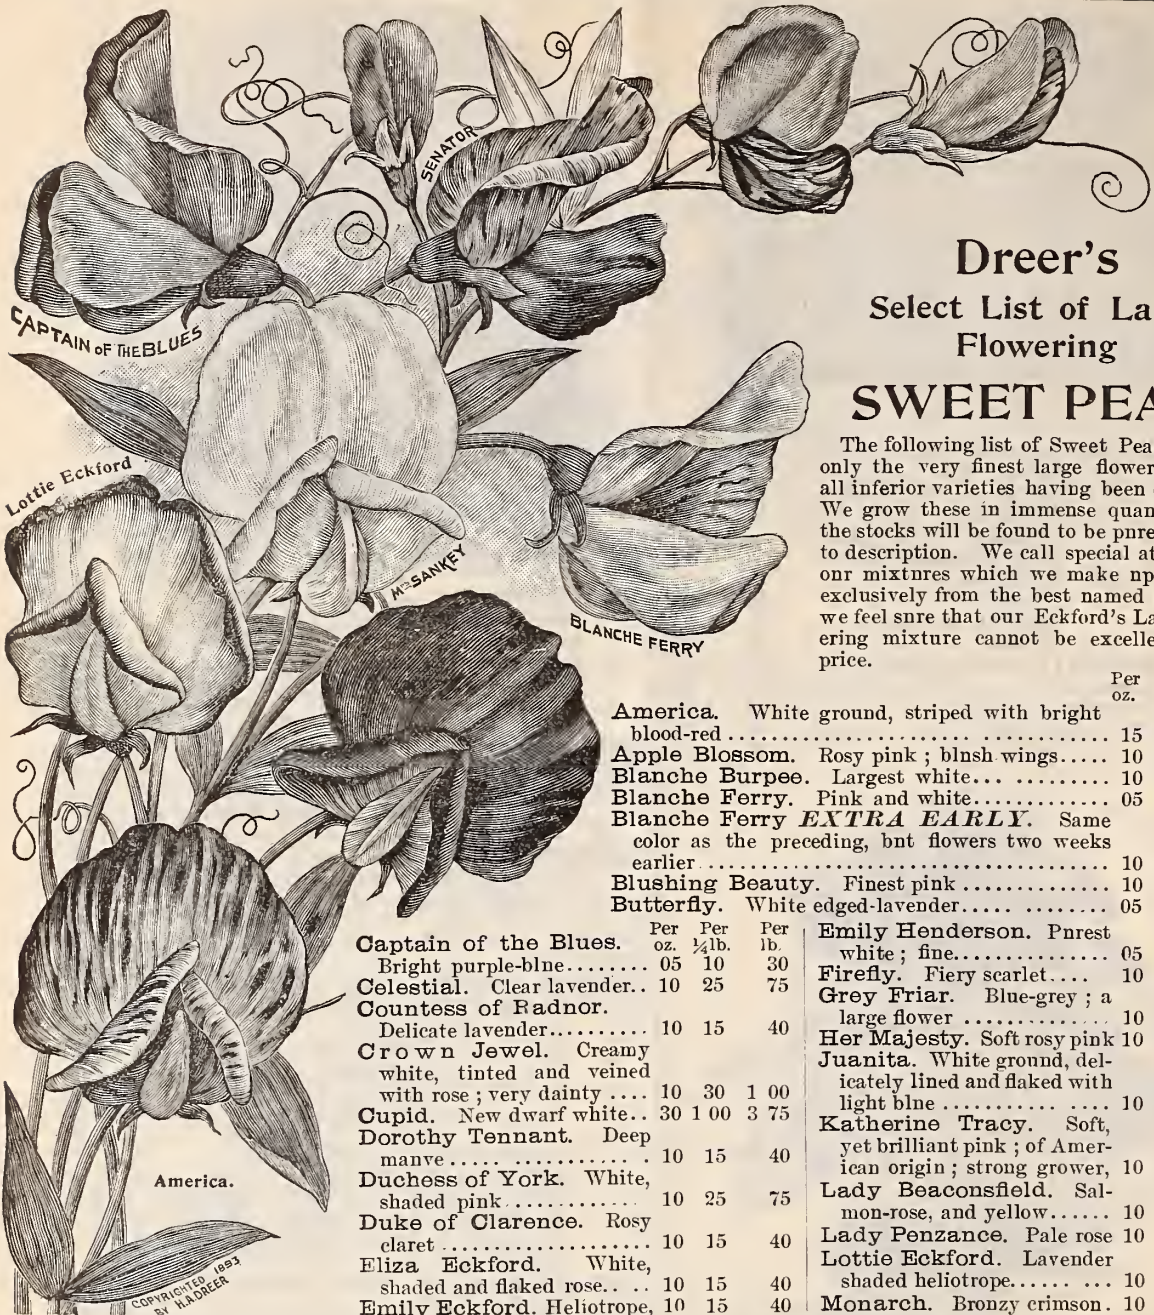 SENATOR
CAPTAIN OF THE BLUES
Lottie Eckford
Mrs SANKEY
BLANCHE FERRY
America.
COPYRIGHTED 1893
BY H.A. DREER
Dreer's
Select List of La
Flowering
SWEET PEA
The following list of Sweet Pea
only the very finest large flower
all inferior varieties having been
We grow these in immense quan
the stocks will be found to be pnre
to description. We call special at
onr mixtnres which we make np
exclusively from the best named
we feel snre that our Eckford's La
ering mixture cannot be excelle
price.
Per
oz.
America. White ground, striped with bright
blood-red ........ 15
Apple Blossom. Rosy pink ; blnsh wings..... 10
Blanche Burpee. Largest white... .......... 10
Blanche Ferry. Pink and white............. 05
Blanche Ferry EXTRA EARLY. Same
color as the preceding, bnt flowers two weeks
earlier ........ 10
Blushing Beauty. Finest pink .............. 10
Butterfly. White edged-lavender..... ........ 05
Per Per Per
Captain of the Blues. oz. ¼lb. lb.
Bright purple-blne........ 05 10 30
Celestial. Clear lavender.. 10 25 75
Countess of Radnor.
Delicate lavender.......... 10 15 40
Crown Jewel. Creamy
white, tinted and veined
with rose ; very dainty .... 10 30 1 00
Cupid. New dwarf white.. 30 1 00 3 75
Dorothy Tennant. Deep
manve ........ 10 15 40
Duchess of York. White,
shaded pink ........ 10 25 75
Duke of Clarence. Rosy
claret ........ 10 15 40
Eliza Eckford. White,
shaded and flaked rose.. .. 10 15 40
Emily Eckford. Heliotrope, 10 15 40
Emily Henderson. Pnrest
white ; fine........ 05
Firefly. Fiery scarlet.... 10
Grey Friar. Blue-grey ; a
large flower ........ 10
Her Majesty. Soft rosy pink 10
Juanita. White ground, del-
icately lined and flaked with
light blne ........ 10
Katherine Tracy. Soft,
yet brilliant pink ; of Amer-
ican origin ; strong grower, 10
Lady Beaconsfield. Sal-
mon-rose, and yellow...... 10
Lady Penzance. Pale rose 10
Lottie Eckford. Lavender
shaded heliotrope...... ... 10
Monarch. Bronzy crimson. 10